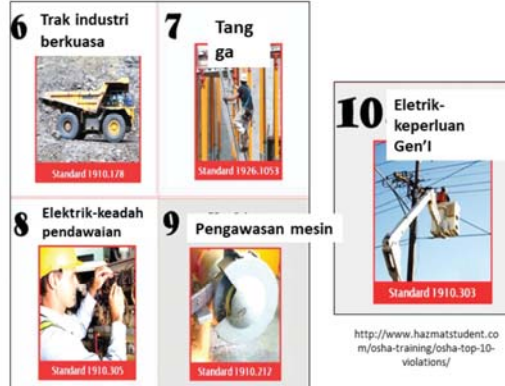 6 Trak industri
berkuasa
Standard 1910.178
7 Tang
ga
Standard 1926.1053
8 Elektrik-keadah
pendawaian
Standard 1910.305
9 Pengawasan mesin
Standard 1910.212
10 Eletrik-
keperluan
Gen'l
Standard 1910.303
http://www.hazmatstudent.co
m/osha-training/osha-top-10-
violations/